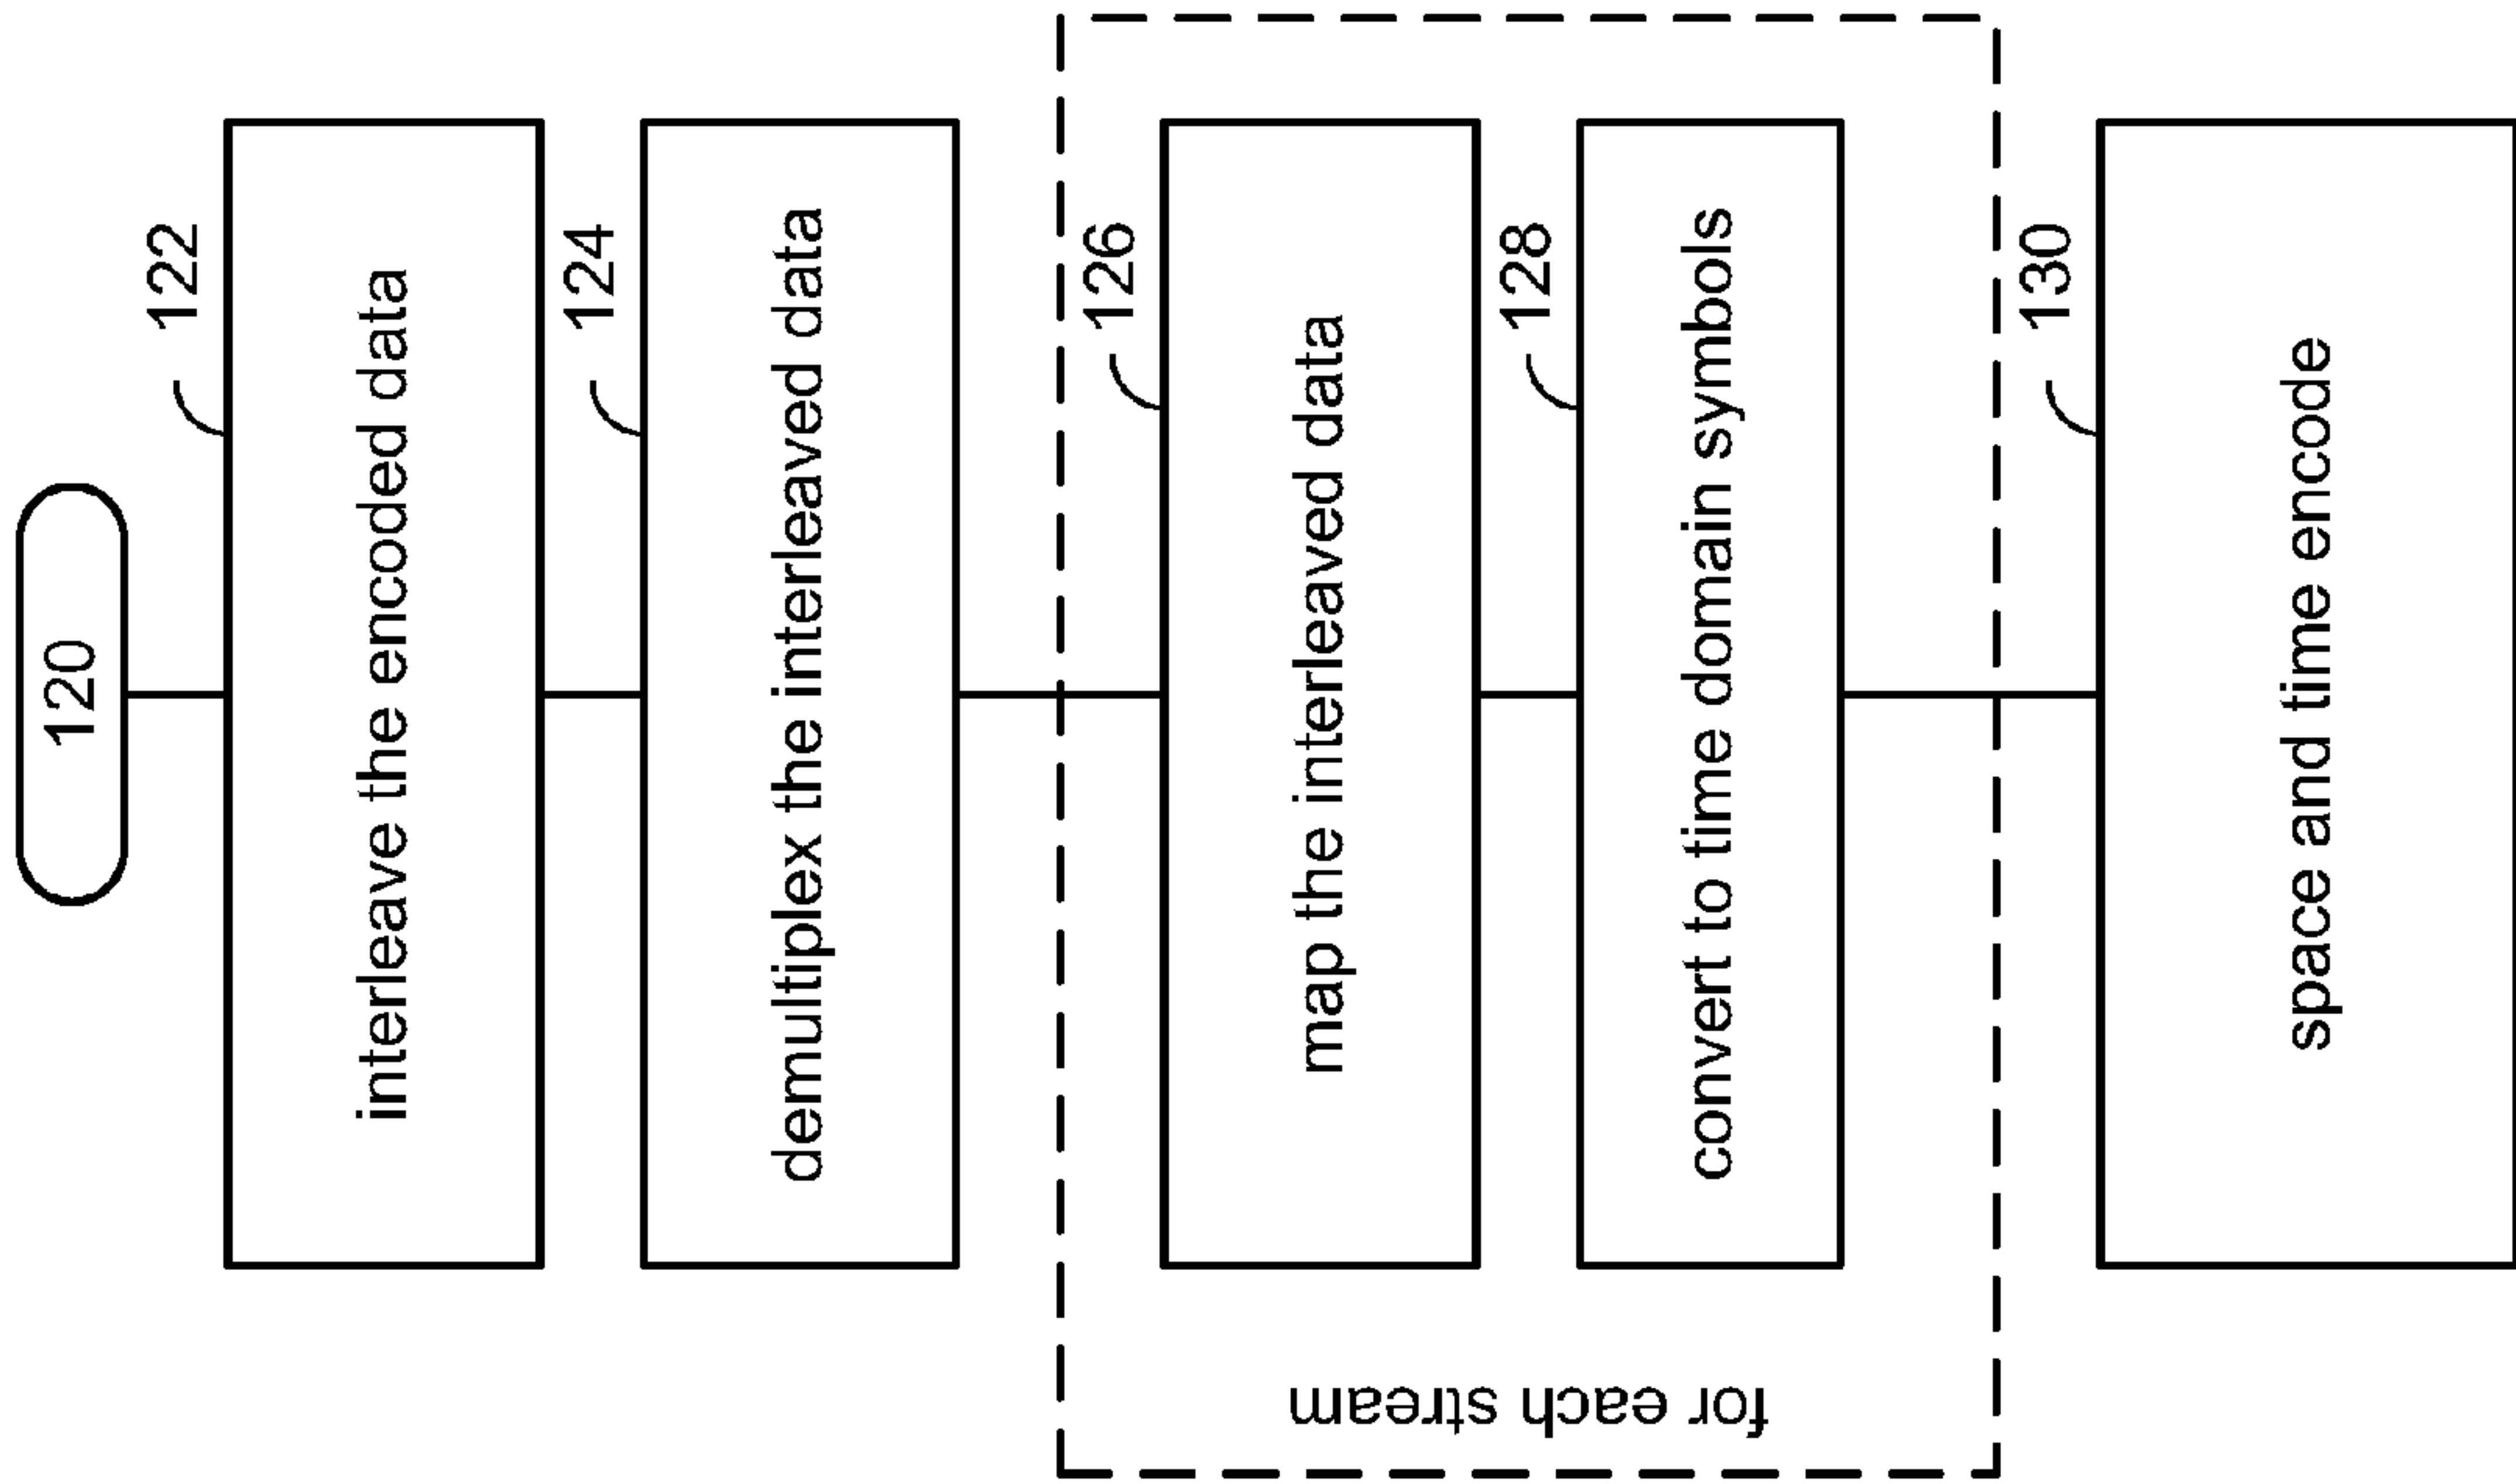 120
122
interleave the encoded data
124
demultiplex the interleaved data
for each stream
126
map the interleaved data
128
convert to time domain symbols
130
space and time encode